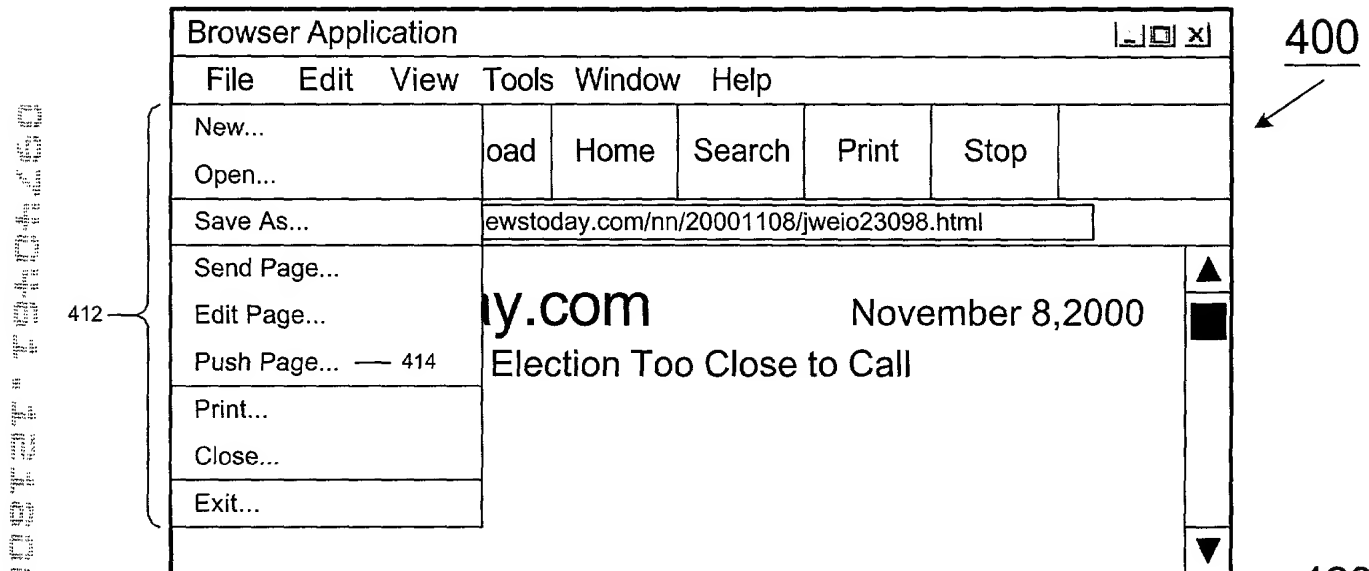 Browser Application
400
File Edit View Tools Window Help
New...
Open...
oad Home Search Print Stop
Save As...
ewstoday.com/nn/20001108/jweio23098.html
Send Page...
ay.com November 8,2000
412
Edit Page...
Push Page... 414
Election Too Close to Call
Print...
Close...
Exit...